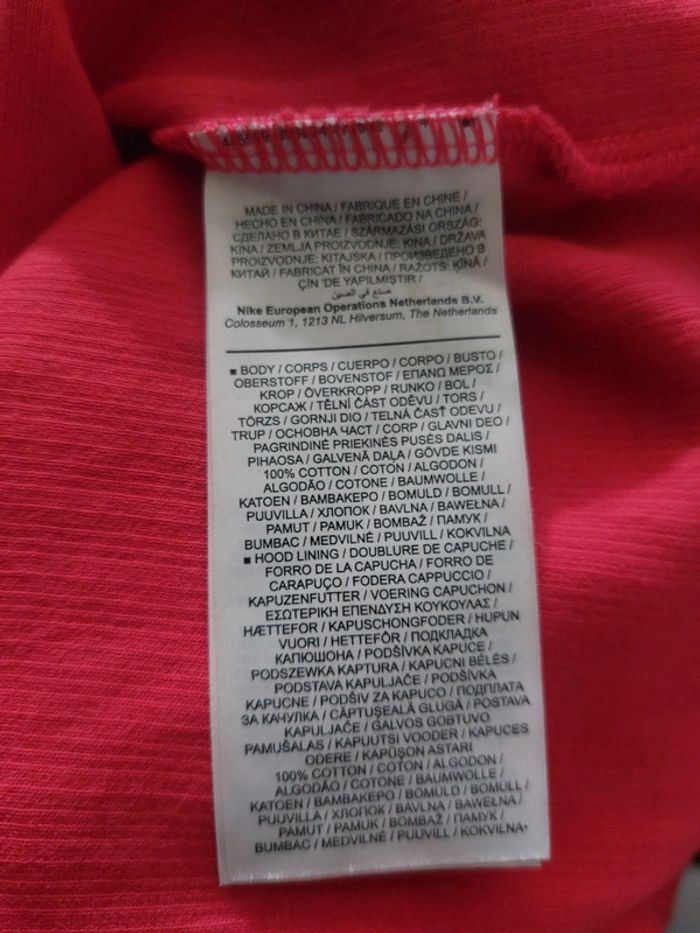 MADE IN CHINA / FABRIQUE EN CHINE /
HECHO EN CHINA / FABRICADO NA CHINA /
СДЕЛАНО В КИТАЕ / SZÁRMAZÁSI ORSZÁG:
KÍNA / ZEMLJA PROIZVODNJE: KINA / DRŽAVA
PROIZVODNJE: KITAJSKA / ПРОИЗВЕДЕНО В
КИТАЙ / FABRICAT ÎN CHINA / RAŽOTS: ĶĪNĀ /
ÇİN 'DE YAPILMIŞTIR /
صنع في الصين
Nike European Operations Netherlands B.V.
Colosseum 1, 1213 NL Hilversum, The Netherlands
■ BODY / CORPS / CUERPO / CORPO / BUSTO /
OBERSTOFF / BOVENSTOF / ΕΠΑΝΩ ΜΕΡΟΣ /
KROP / ÖVERKROPP / RUNKO / BOL /
КОРСАЖ / TĚLNÍ ČÁST ODĚVU / TORS /
TÖRZS / GORNJI DIO / TELNÁ ČASŤ ODEVU /
TRUP / ОСНОВНА ЧАСТ / CORP / GLAVNI DEO /
PAGRINDINĖ PRIEKINĖS PUSĖS DALIS /
PIHAOSA / GALVENĀ DAĻA / GÖVDE KISMI
100% COTTON / COTON / ALGODON /
ALGODÃO / COTONE / BAUMWOLLE /
KATOEN / ΒΑΜΒΑΚΕΡΟ / BOMULD / BOMULL /
PUUVILLA / ХЛОПОК / BAVLNA / BAWEŁNA /
PAMUT / PAMUK / BOMBAŽ / ПАМУК /
BUMBAC / MEDVILNĖ / PUUVILL / KOKVILNA
■ HOOD LINING / DOUBLURE DE CAPUCHE /
FORRO DE LA CAPUCHA / FORRO DE
CARAPUÇO / FODERA CAPPUCCIO /
KAPUZENFUTTER / VOERING CAPUCHON /
ΕΣΩΤΕΡΙΚΗ ΕΠΕΝΔΥΣΗ ΚΟΥΚΟΥΛΑΣ /
HÆTTEFOR / KAPUSCHONGFODER / HUPUN
VUORI / HETTEFÔR / ПОДКЛАДКА
КАПЮШОНА / PODŠÍVKA KAPUCE /
PODSZEWKA KAPTURA / KAPUCNI BÉLÉS /
PODSTAVA KAPULJAČE / PODŠÍVKA
KAPUCNE / PODŠIV ZA KAPUCO / ПОДПЛАТА
ЗА КАЧУЛКА / CĂPTUŞEALĂ GLUGĂ / POSTAVA
KAPULJAČE / GALVOS GOBTUVO
PAMUŠALAS / KAPUUTSI VOODER / KAPUCES
ODERE / KAPÜŞON ASTARI
100% COTTON / COTON / ALGODON /
ALGODÃO / COTONE / BAUMWOLLE /
KATOEN / ΒΑΜΒΑΚΕΡΟ / BOMULD / BOMULL /
PUUVILLA / ХЛОПОК / BAVLNA / BAWEŁNA /
PAMUT / PAMUK / BOMBAŽ / ПАМУК /
BUMBAC / MEDVILNĖ / PUUVILL / KOKVILNA*